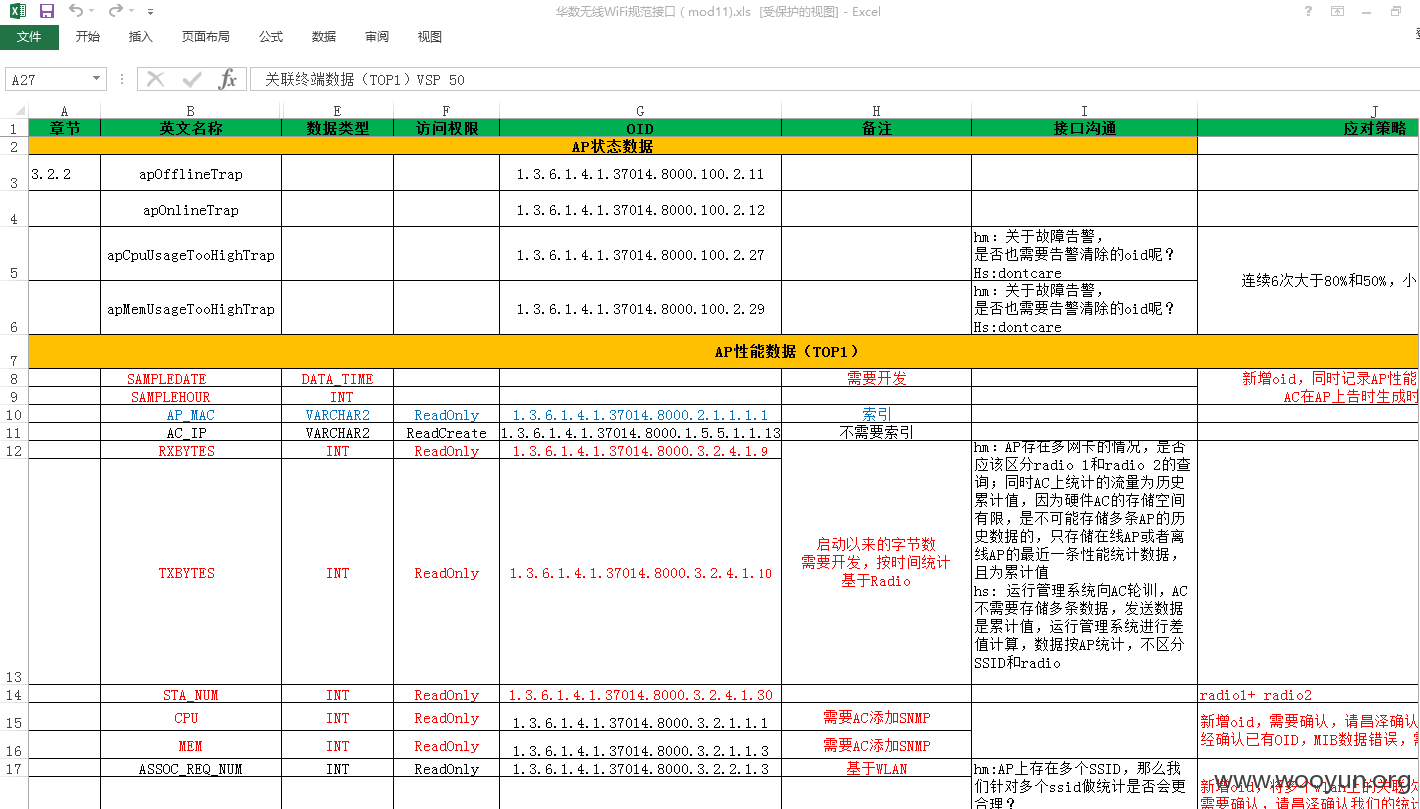 华数无线WiFi规范接口 ( mod11).xls [受保护的视图] - Excel
?
文件 开始 插入 页面布局 公式 数据 审阅 视图
A27 fx 关联终端数据（TOP1）VSP 50
A B E F G H I J
1 章节 英文名称 数据类型 访问权限 OID 备注 接口沟通 应对策略
2 AP状态数据
3 3.2.2 apOfflineTrap 1.3.6.1.4.1.37014.8000.100.2.11
4 apOnlineTrap 1.3.6.1.4.1.37014.8000.100.2.12
hm：关于故障告警，
是否也需要告警清除的oid呢？
Hs:dontcare
5 apCpuUsageTooHighTrap 1.3.6.1.4.1.37014.8000.100.2.27
连续6次大于80%和50%，小
hm：关于故障告警，
是否也需要告警清除的oid呢？
Hs:dontcare
6 apMemUsageTooHighTrap 1.3.6.1.4.1.37014.8000.100.2.29
7 AP性能数据（TOP1）
8 SAMPLEDATE DATA_TIME 需要开发 新增oid，同时记录AP性能
9 SAMPLEHOUR INT AC在AP上告时生成时
10 AP_MAC VARCHAR2 ReadOnly 1.3.6.1.4.1.37014.8000.2.1.1.1.1 索引
11 AC_IP VARCHAR2 ReadCreate 1.3.6.1.4.1.37014.8000.1.5.5.1.1.13 不需要索引
12 RXBYTES INT ReadOnly 1.3.6.1.4.1.37014.8000.3.2.4.1.9
hm：AP存在多网卡的情况，是否
应该区分radio 1和radio 2的查
询；同时AC上统计的流量为历史
累计值，因为硬件AC的存储空间
有限，是不可能存储多条AP的历
史数据的，只存储在线AP或者离
线AP的最近一条性能统计数据，
且为累计值
hs: 运行管理系统向AC轮训，AC
不需要存储多条数据，发送数据
是累计值，运行管理系统进行差
值计算，数据按AP统计，不区分
SSID和radio
启动以来的字节数
需要开发，按时间统计
基于Radio
13 TXBYTES INT ReadOnly 1.3.6.1.4.1.37014.8000.3.2.4.1.10
14 STA_NUM INT ReadOnly 1.3.6.1.4.1.37014.8000.3.2.4.1.30 radio1+ radio2
15 CPU INT ReadOnly 1.3.6.1.4.1.37014.8000.3.2.1.1.1 需要AC添加SNMP 新增oid，需要确认，请昌泽确认
16 MEM INT ReadOnly 1.3.6.1.4.1.37014.8000.3.2.1.1.3 需要AC添加SNMP 经确认已有OID，MIB数据错误，
17 ASSOC_REQ_NUM INT ReadOnly 1.3.6.1.4.1.37014.8000.3.2.2.1.3 基于WLAN
hm:AP上存在多个SSID，那么我
们针对多个ssid做统计是否会更
合理？
新增oid，将多个wlan上的关联次
需要确认，请昌泽确认我们的统计
www.wooyun.org